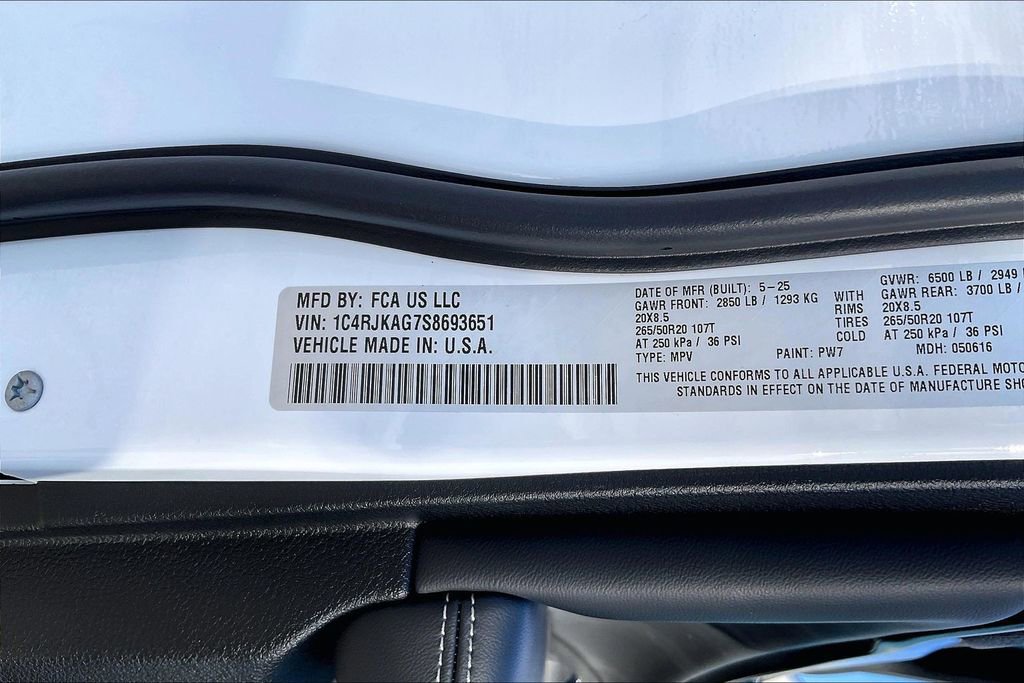 MFD BY: FCA US LLC
VIN: 1C4RJKAG7S8693651
VEHICLE MADE IN: U.S.A.
DATE OF MFR (BUILT): 5-25
GAWR FRONT: 2850 LB / 1293 KG
20X8.5
265/50R20 107T
AT 250 kPa / 36 PSI
TYPE: MPV
WITH
RIMS
TIRES
COLD
PAINT: PW7
GVWR: 6500 LB / 2949
GAWR REAR: 3700 LB /
20X8.5
265/50R20 107T
AT 250 kPa / 36 PSI
MDH: 050616
THIS VEHICLE CONFORMS TO ALL APPLICABLE U.S.A. FEDERAL MOTO
STANDARDS IN EFFECT ON THE DATE OF MANUFACTURE SHO